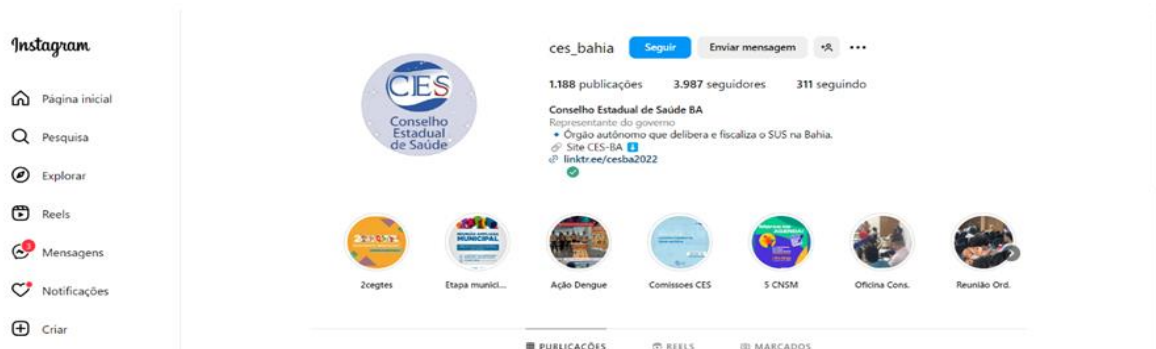 Instagram
Página inicial
Pesquisa
Explorar
Reels
3
Mensagens
Notificações
Criar
CES
Conselho
Estadual
de Saúde
ces_bahia Seguir Enviar mensagem
1.188 publicações 3.987 seguidores 311 seguindo
Conselho Estadual de Saúde BA
Representante do governo
Órgão autônomo que delibera e fiscaliza o SUS na Bahia.
Site CES-BA
linktr.ee/cesba2022
MUNICIPAL
2cegtes Etapa munici... Ação Dengue Comissoes CES 5 CNSM Oficina Cons. Reunião Ord.
PUBLICAÇÕES REELS MARCADOS